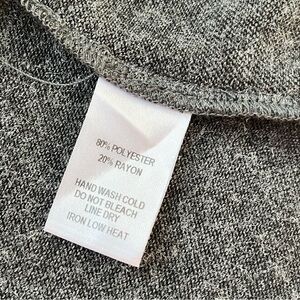 80% POLYESTER
20% RAYON
HAND WASH COLD
DO NOT BLEACH
LINE DRY
IRON LOW HEAT